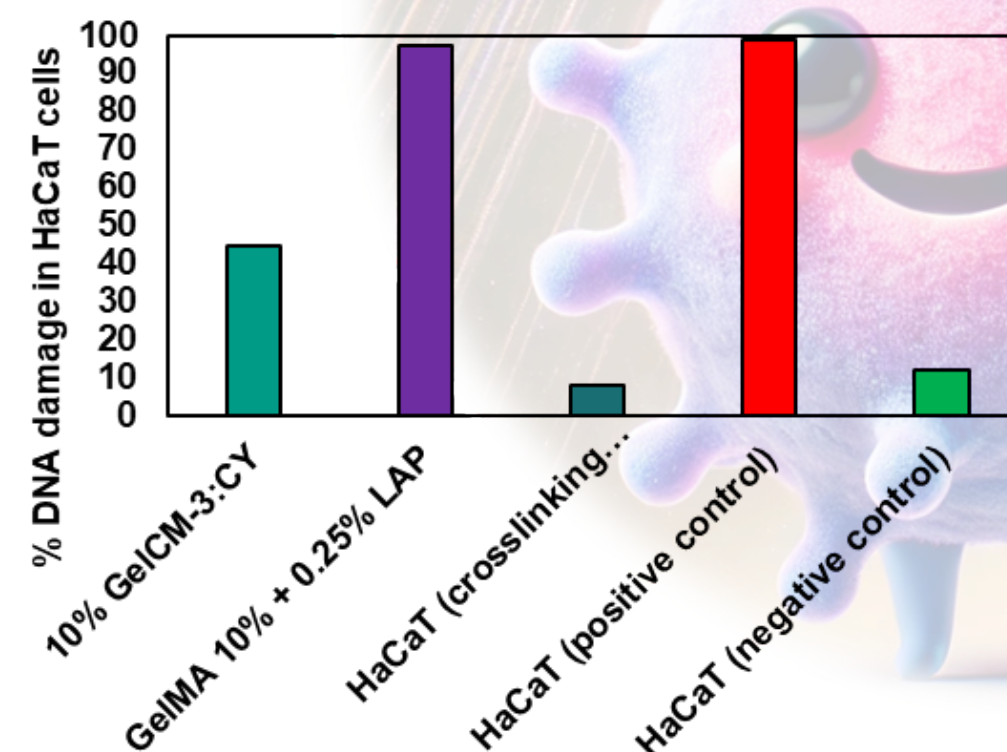 % DNA damage in HaCaT cells
100
90
80
70
60
50
40
30
20
10
0
10% GelCM-3:CY
GelMA 10% + 0.25% LAP
HaCaT (crosslinking…
HaCaT (positive control)
HaCaT (negative control)